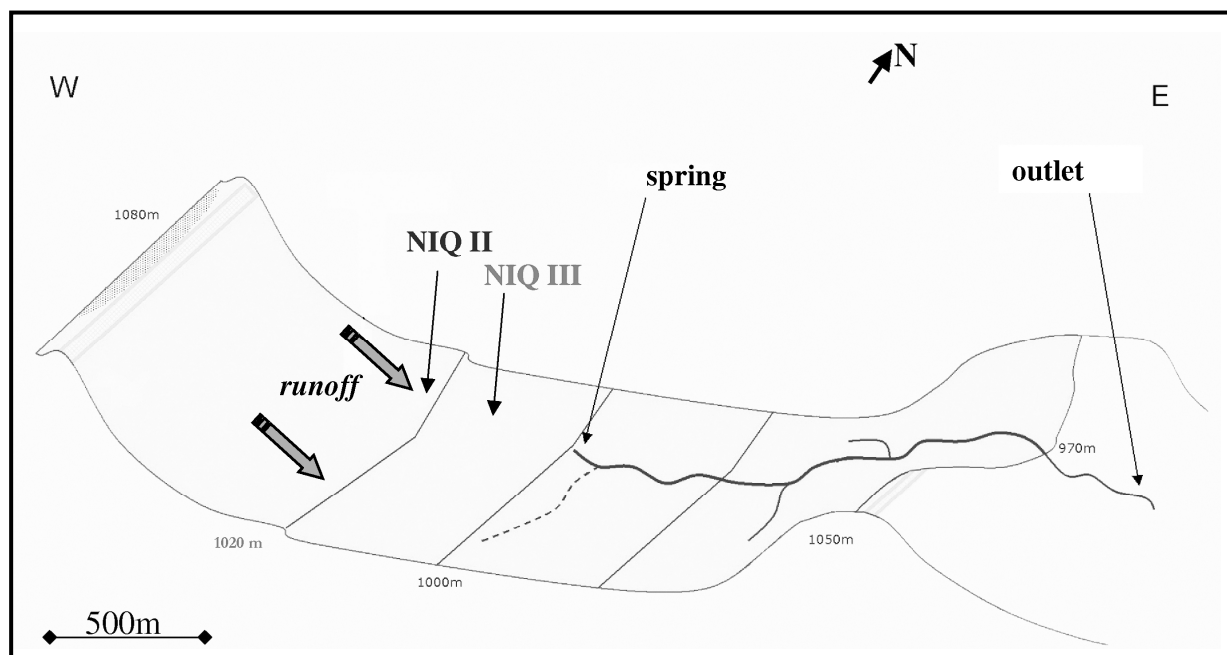 N
W
E
spring
outlet
1080m
NIQ II
NIQ III
runoff
970m
1020 m
1050m
1000m
500m